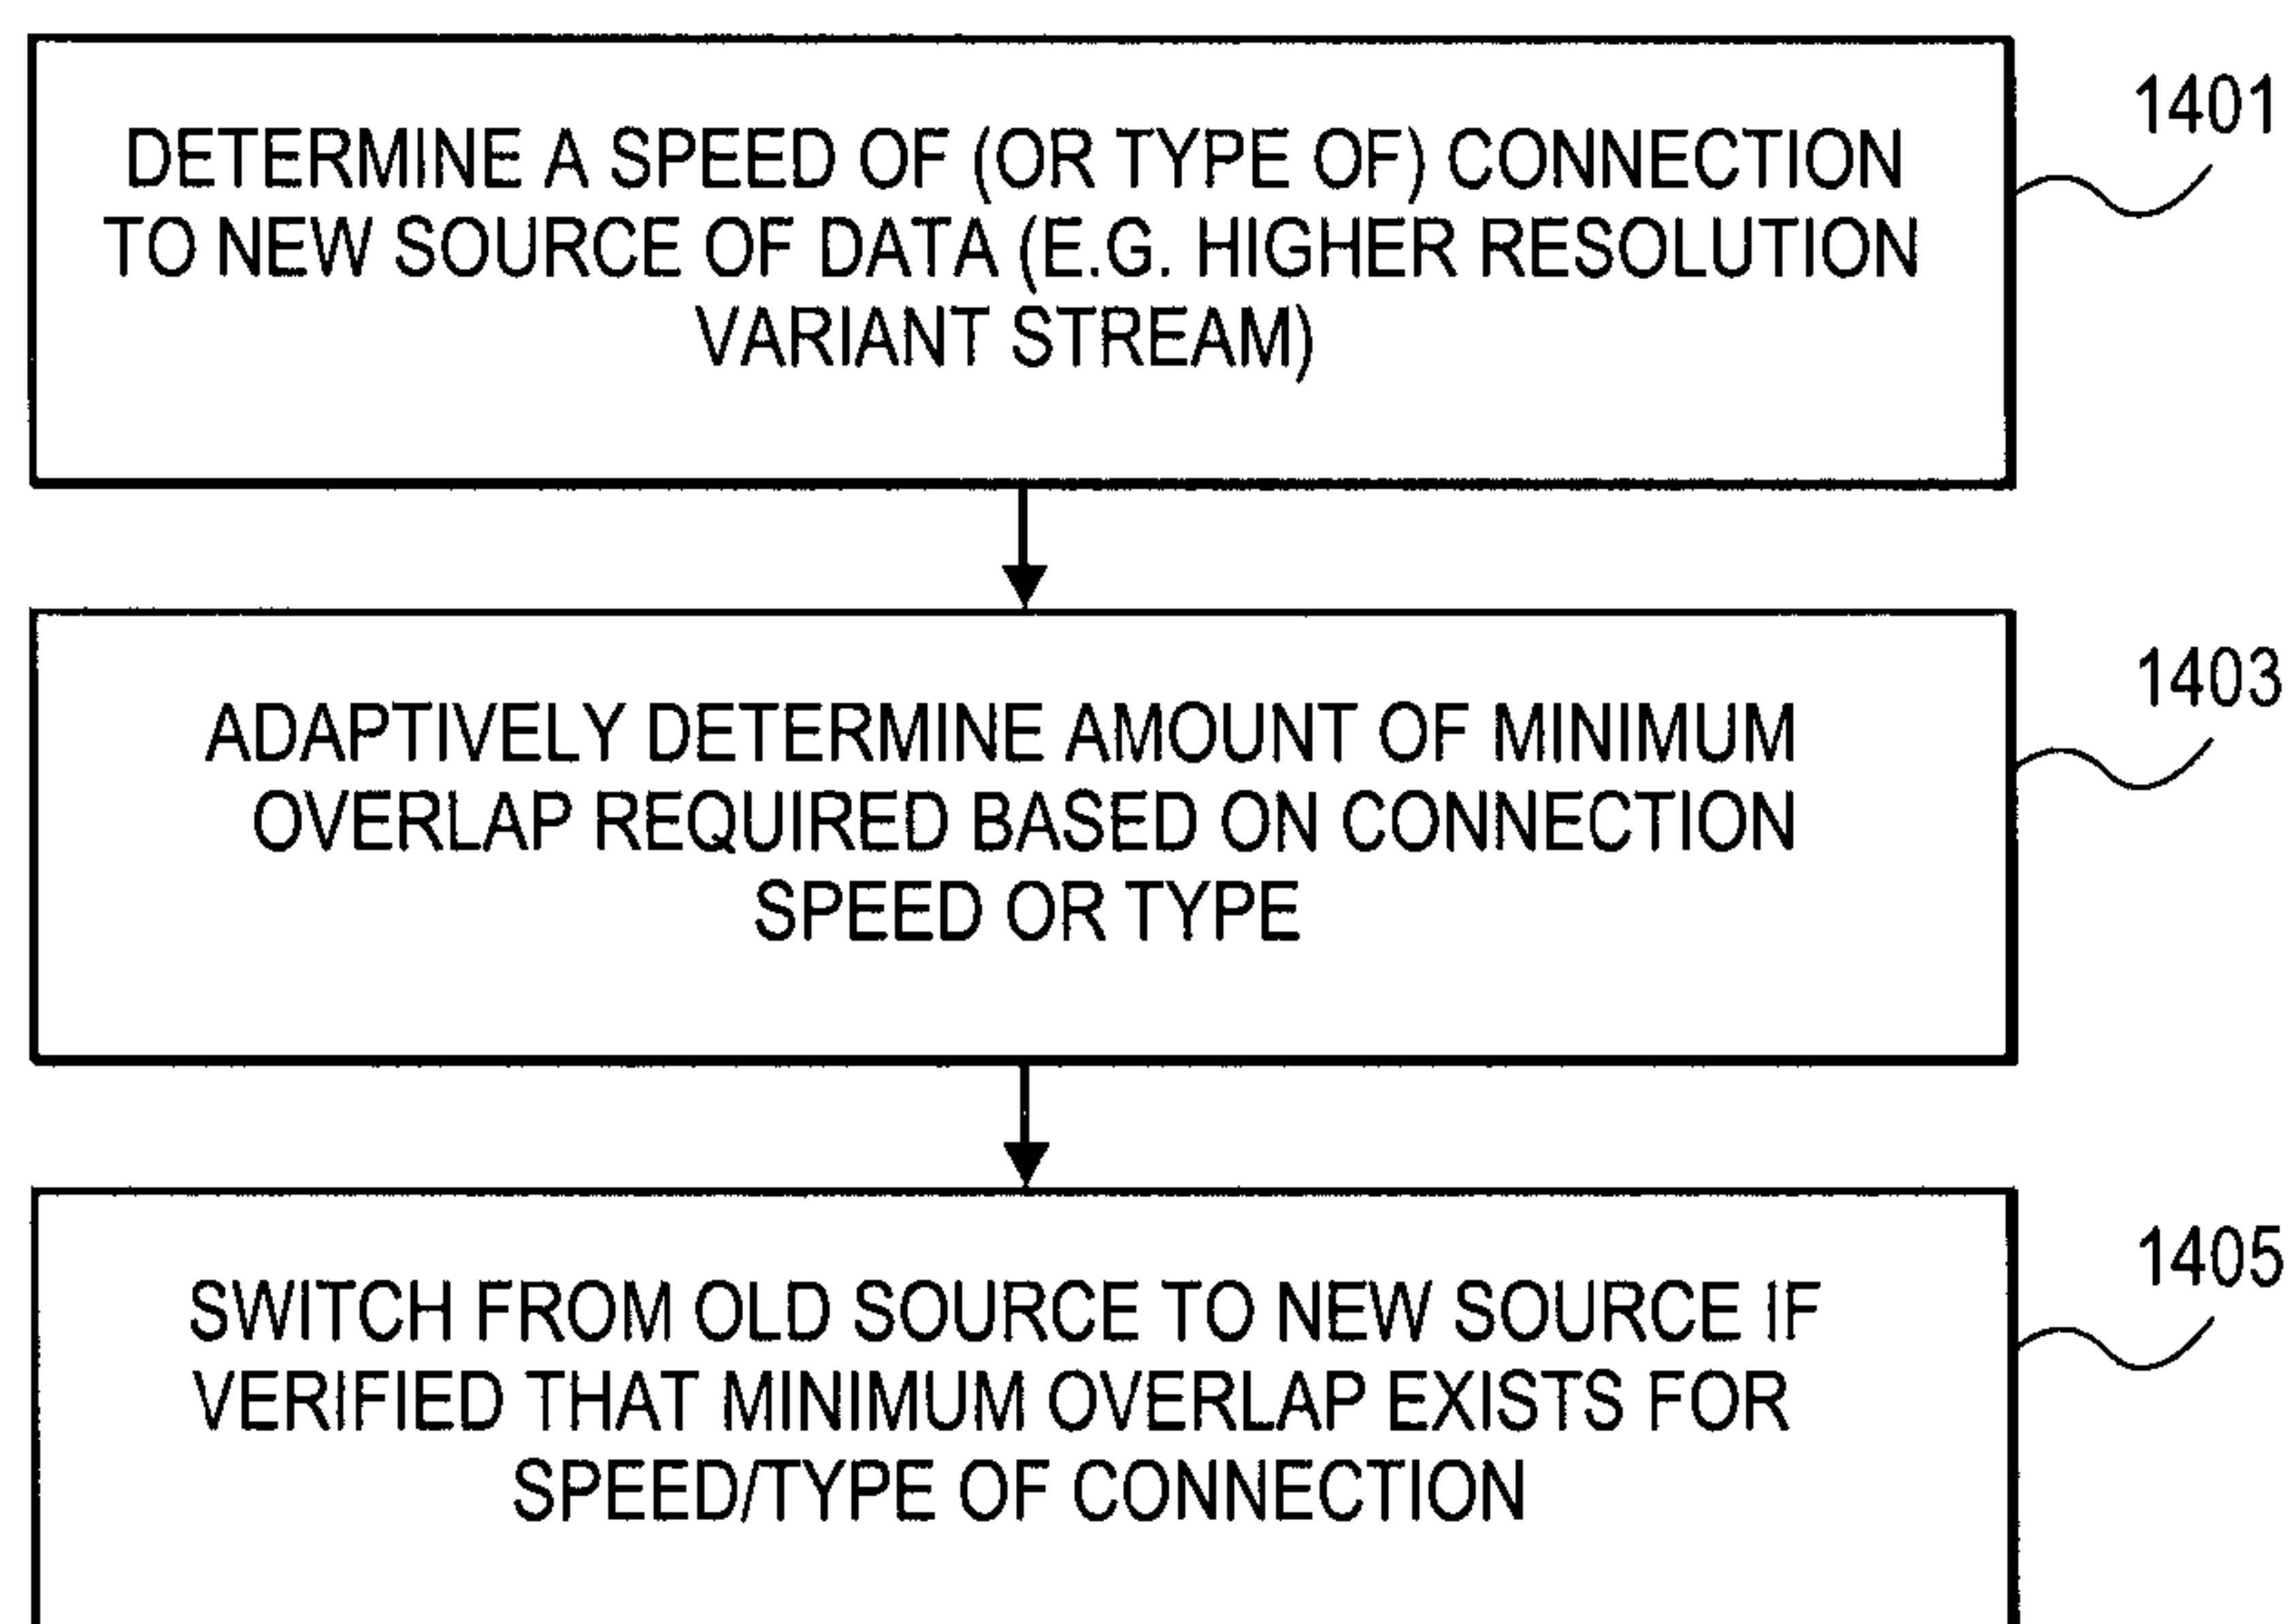 1401
DETERMINE A SPEED OF (OR TYPE OF) CONNECTION
TO NEW SOURCE OF DATA (E.G. HIGHER RESOLUTION
VARIANT STREAM)
1403
ADAPTIVELY DETERMINE AMOUNT OF MINIMUM
OVERLAP REQUIRED BASED ON CONNECTION
SPEED OR TYPE
1405
SWITCH FROM OLD SOURCE TO NEW SOURCE IF
VERIFIED THAT MINIMUM OVERLAP EXISTS FOR
SPEED/TYPE OF CONNECTION